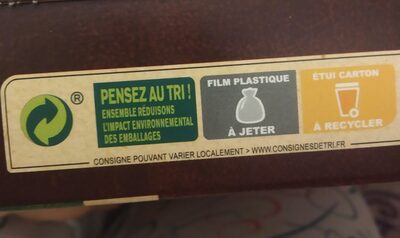 ®
PENSEZ AU TRI !
ENSEMBLE RÉDUISONS
L'IMPACT ENVIRONNEMENTAL
DES EMBALLAGES
FILM PLASTIQUE
À JETER
ÉTUI CARTON
À RECYCLER
CONSIGNE POUVANT VARIER LOCALEMENT > WWW.CONSIGNESDETRI.FR